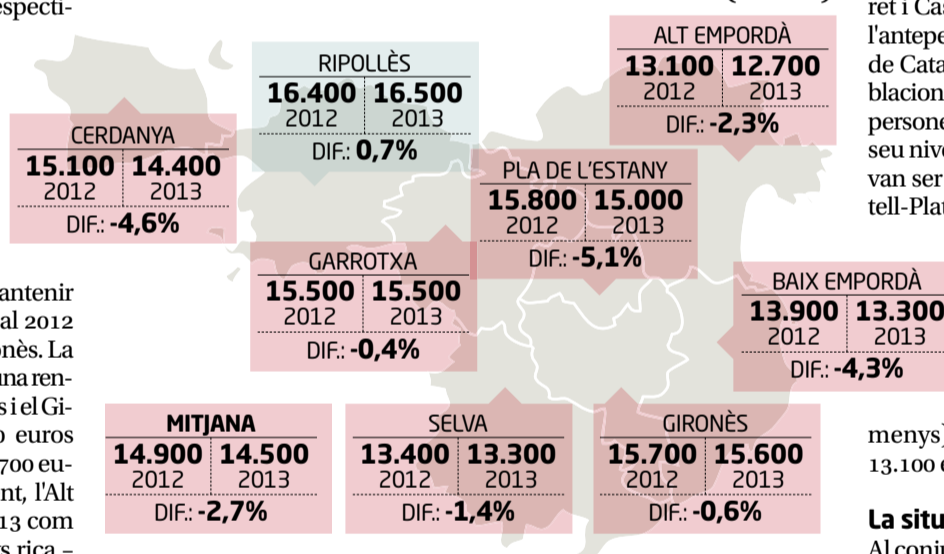 especti-
CERDANYA
15.100 14.400
2012 2013
DIF.: -4,6%
RIPOLLÈS
16.400 16.500
2012 2013
DIF.: 0,7%
ALT EMPORDÀ
13.100 12.700
2012 2013
DIF.: -2,3%
PLA DE L'ESTANY
15.800 15.000
2012 2013
DIF.: -5,1%
GARROTXA
15.500 15.500
2012 2013
DIF.: -0,4%
BAIX EMPORDÀ
13.900 13.300
2012 2013
DIF.: -4,3%
MITJANA
14.900 14.500
2012 2013
DIF.: -2,7%
SELVA
13.400 13.300
2012 2013
DIF.: -1,4%
GIRONÈS
15.700 15.600
2012 2013
DIF.: -0,6%
antenir
al 2012
onès. La
una ren-
s i el Gi-
0 euros
700 eu-
nt, l'Alt
13 com
s rica –
ret i Cas
l'antepe
de Cata
blacion
persone
seu nive
van ser
tell-Plat
menys)
13.100 e
La situ
Al conj